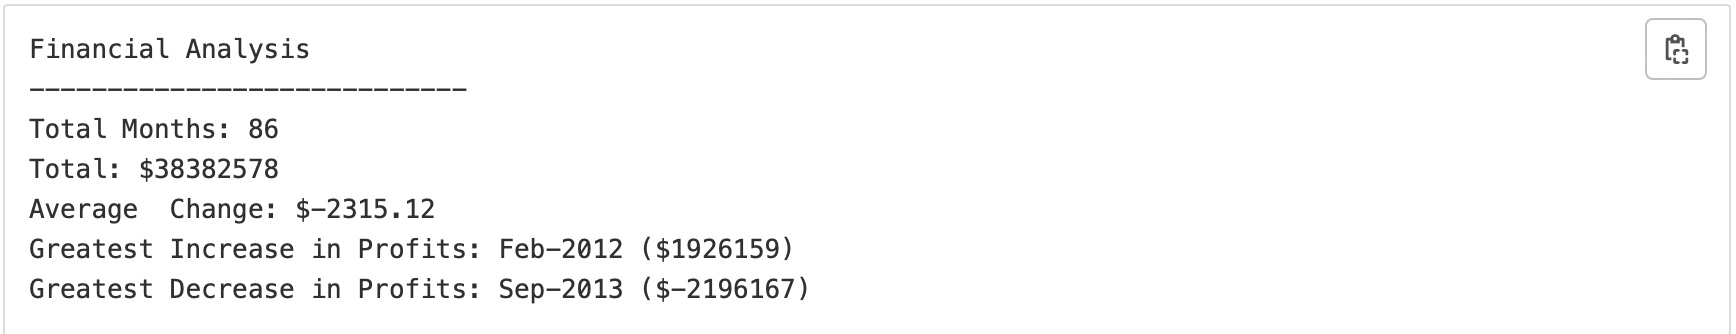 Financial Analysis
----------------------------
Total Months: 86
Total: $38382578
Average  Change: $-2315.12
Greatest Increase in Profits: Feb-2012 ($1926159)
Greatest Decrease in Profits: Sep-2013 ($-2196167)